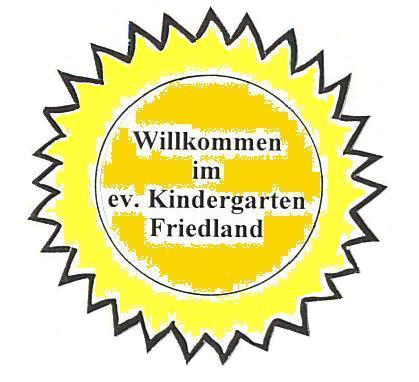 Willkommen
im
ev. Kindergarten
Friedland